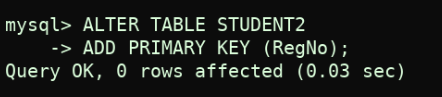 mysql> ALTER TABLE STUDENT2
    -> ADD PRIMARY KEY (RegNo);
Query OK, 0 rows affected (0.03 sec)